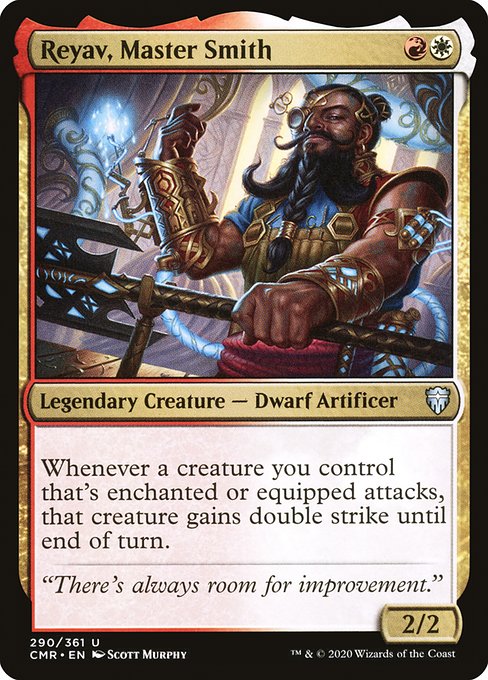 Reyav, Master Smith
Legendary Creature — Dwarf Artificer
Whenever a creature you control
that's enchanted or equipped attacks,
that creature gains double strike until
end of turn.
“There's always room for improvement.”
2/2
290/361 U
CMR • EN Scott Murphy
™ & © 2020 Wizards of the Coast